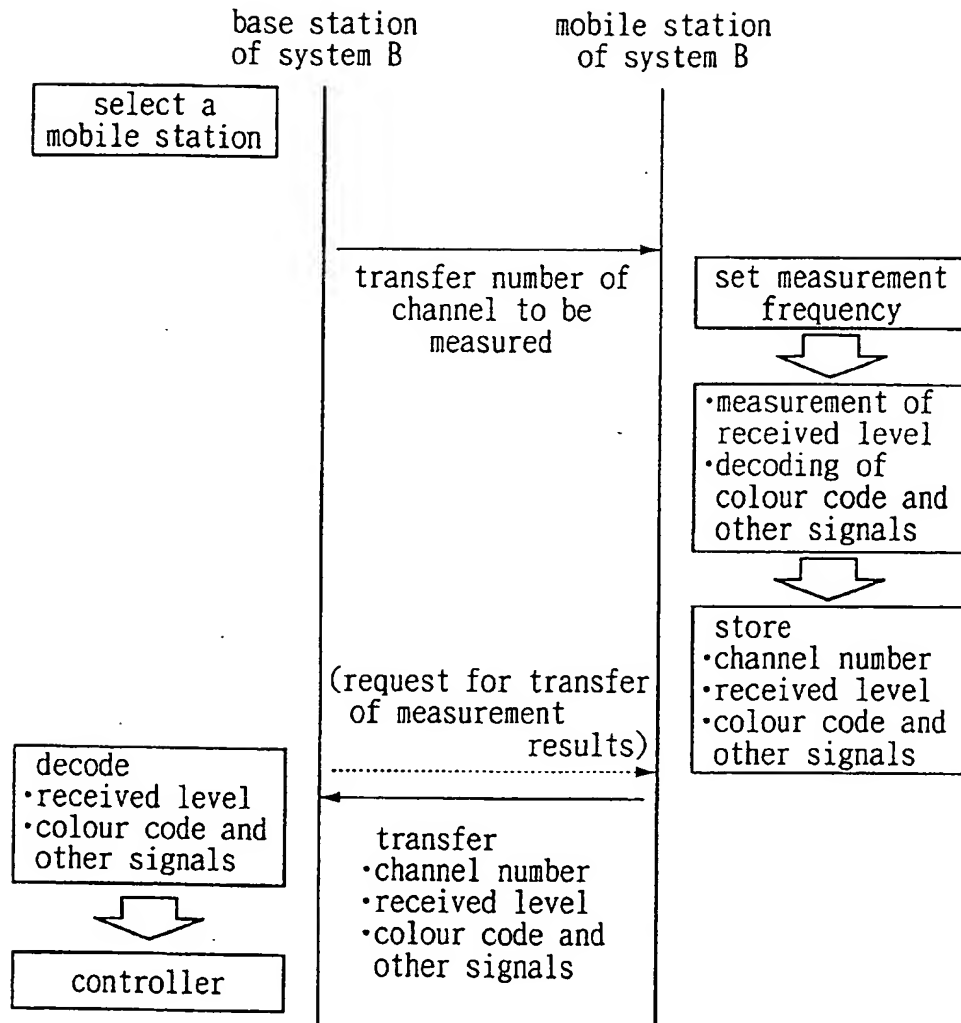 base station
of system B
mobile station
of system B
select a
mobile station
transfer number of
channel to be
measured
set measurement
frequency
·measurement of
received level
·decoding of
colour code and
other signals
store
·channel number
·received level
·colour code and
other signals
(request for transfer
of measurement
results)
decode
·received level
·colour code and
other signals
transfer
·channel number
·received level
·colour code and
other signals
controller